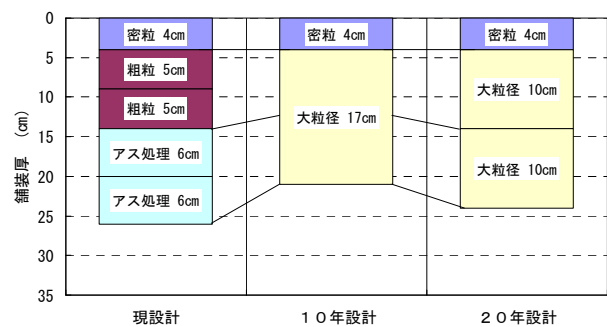 0
5
10
15
20
25
30
35
舗装厚 (cm)
密粒 4cm
粗粒 5cm
粗粒 5cm
アス処理 6cm
アス処理 6cm
密粒 4cm
大粒径 17cm
密粒 4cm
大粒径 10cm
大粒径 10cm
現設計
１０年設計
２０年設計